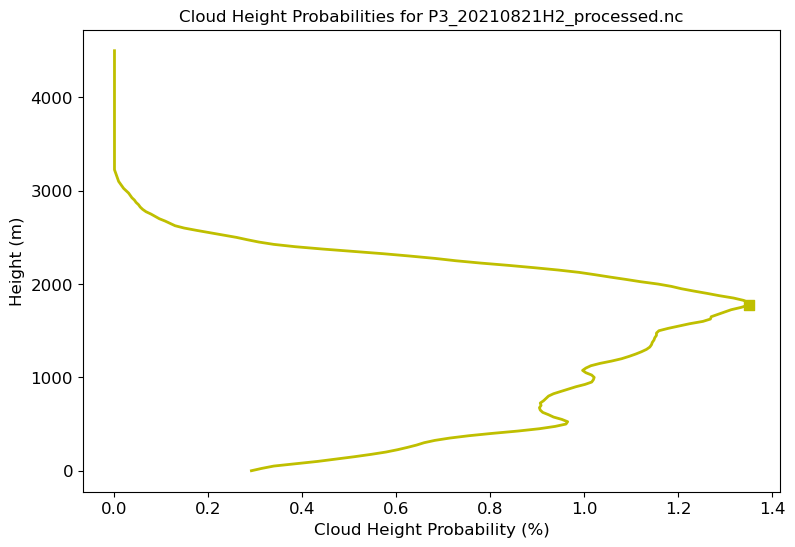 Cloud Height Probabilities for P3_20210821H2_processed.nc
4000
3000
2000
1000
0
Height (m)
0.0 0.2 0.4 0.6 0.8 1.0 1.2 1.4
Cloud Height Probability (%)